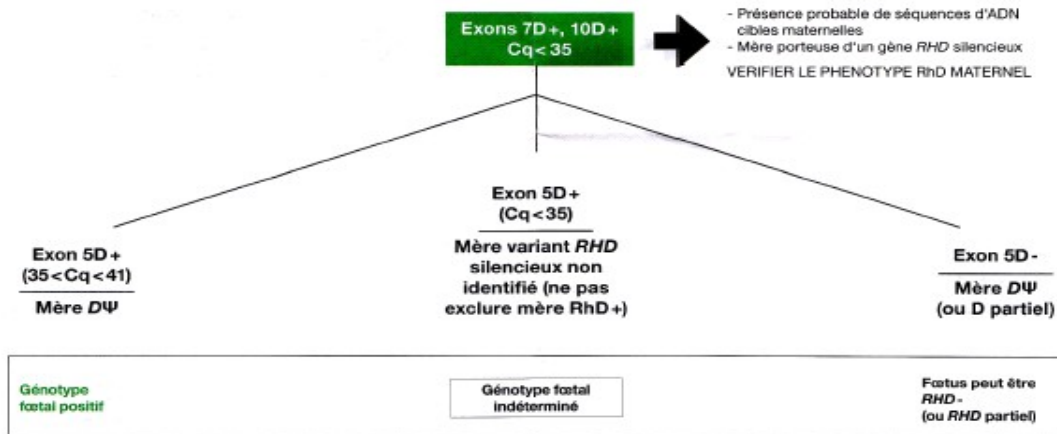 Exons 7D+, 10D+
Cq<35
- Présence probable de séquences d'ADN
cibles maternelles
- Mère porteuse d'un gène RHD silencieux
VERIFIER LE PHENOTYPE RhD MATERNEL
Exon 5D+
(35<Cq<41)
Mère DΨ
Exon 5D+
(Cq<35)
Mère variant RHD
silencieux non
identifié (ne pas
exclure mère RhD+)
Exon 5D-
Mère DΨ
(ou D partiel)
Génotype
fœtal positif
Génotype fœtal
indéterminé
Fœtus peut être
RHD-
(ou RHD partiel)